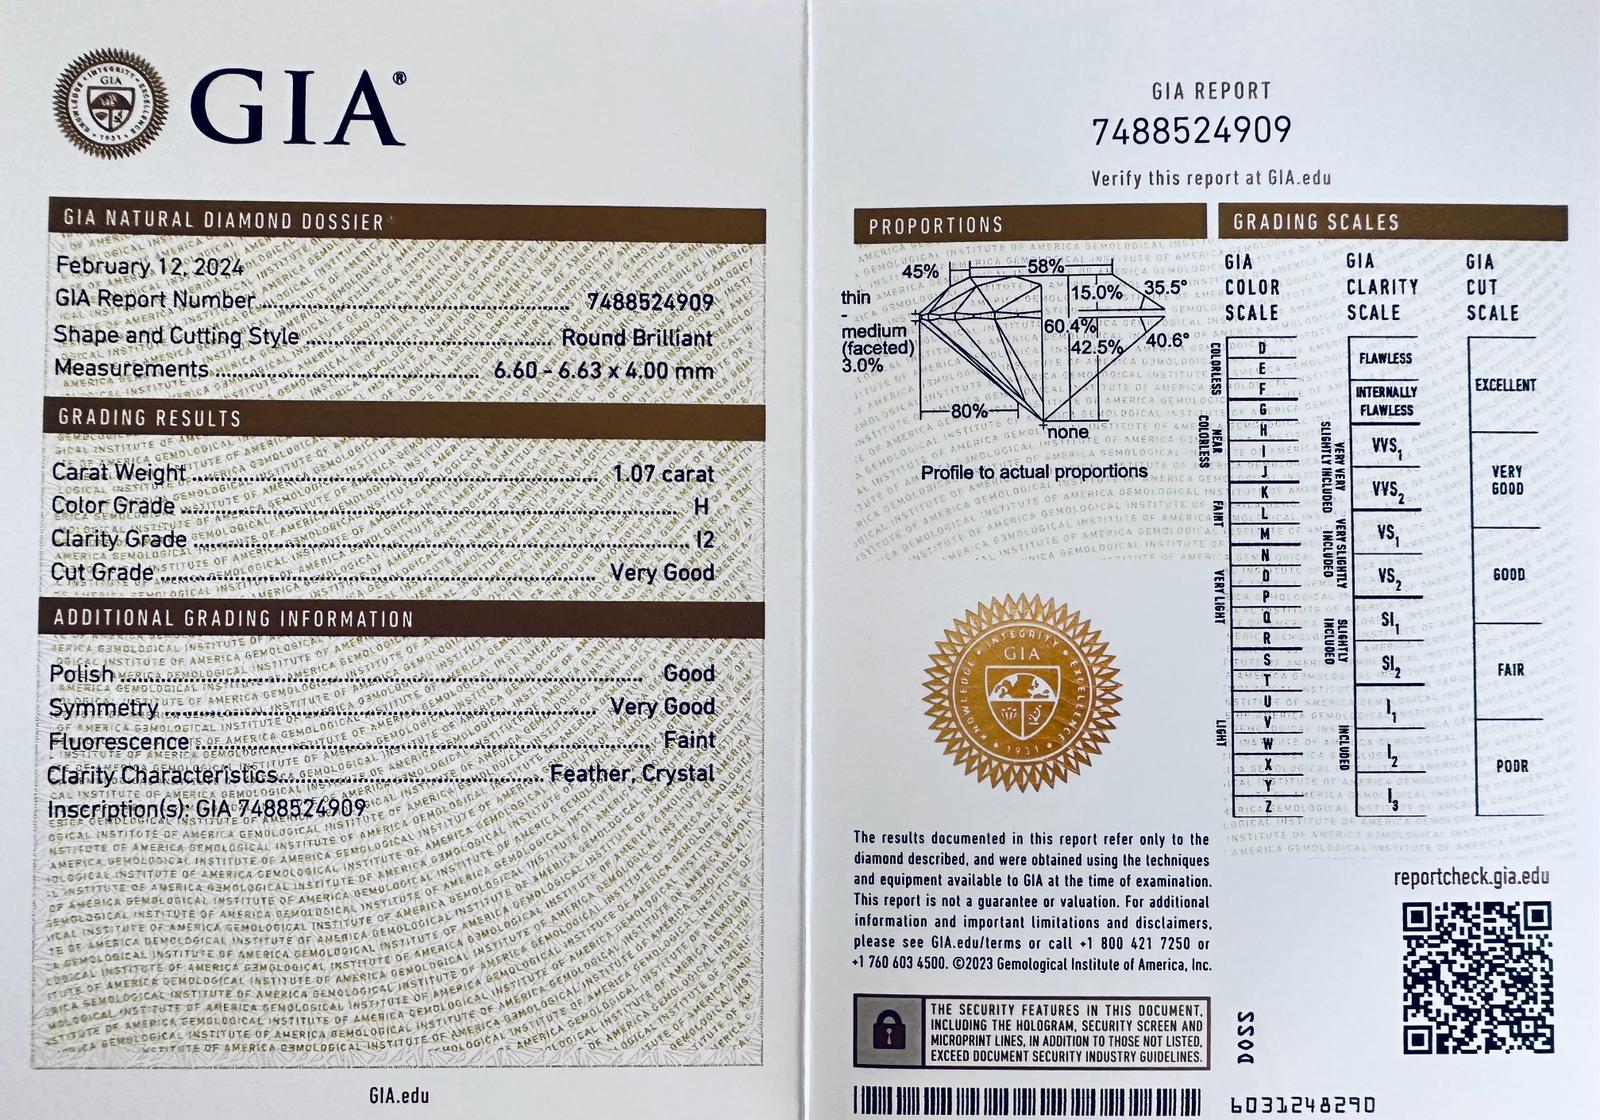 GIA®
GIA NATURAL DIAMOND DOSSIER®
February 12, 2024
GIA Report Number 7488524909
Shape and Cutting Style Round Brilliant
Measurements 6.60 - 6.63 x 4.00 mm
GRADING RESULTS
Carat Weight 1.07 carat
Color Grade H
Clarity Grade I2
Cut Grade Very Good
ADDITIONAL GRADING INFORMATION
Polish Good
Symmetry Very Good
Fluorescence Faint
Clarity Characteristics Feather, Crystal
Inscription(s): GIA 7488524909
GIA.edu
GIA REPORT
7488524909
Verify this report at GIA.edu
PROPORTIONS
45%
58%
15.0%
35.5°
thin
-
medium
(faceted)
3.0%
60.4%
42.5%
40.6°
80%
none
Profile to actual proportions
INTEGRITY
EXCELLENCE
KNOWLEDGE
GIA
1931
GRADING SCALES
GIA
COLOR
SCALE
COLORLESS
D
E
F
NEAR
COLORLESS
G
H
I
J
FAINT
K
L
M
VERY LIGHT
N
O
P
Q
R
LIGHT
S
T
U
V
W
X
Y
Z
GIA
CLARITY
SCALE
FLAWLESS
INTERNALLY
FLAWLESS
VERY VERY
SLIGHTLY INCLUDED
VVS1
VVS2
VERY SLIGHTLY
INCLUDED
VS1
VS2
SLIGHTLY
INCLUDED
SI1
SI2
INCLUDED
I1
I2
I3
GIA
CUT
SCALE
EXCELLENT
VERY
GOOD
GOOD
FAIR
POOR
The results documented in this report refer only to the
diamond described, and were obtained using the techniques
and equipment available to GIA at the time of examination.
This report is not a guarantee or valuation. For additional
information and important limitations and disclaimers,
please see GIA.edu/terms or call +1 800 421 7250 or
+1 760 603 4500. ©2023 Gemological Institute of America, Inc.
THE SECURITY FEATURES IN THIS DOCUMENT,
INCLUDING THE HOLOGRAM, SECURITY SCREEN AND
MICROPRINT LINES, IN ADDITION TO THOSE NOT LISTED,
EXCEED DOCUMENT SECURITY INDUSTRY GUIDELINES.
reportcheck.gia.edu
DOSS
6031248290